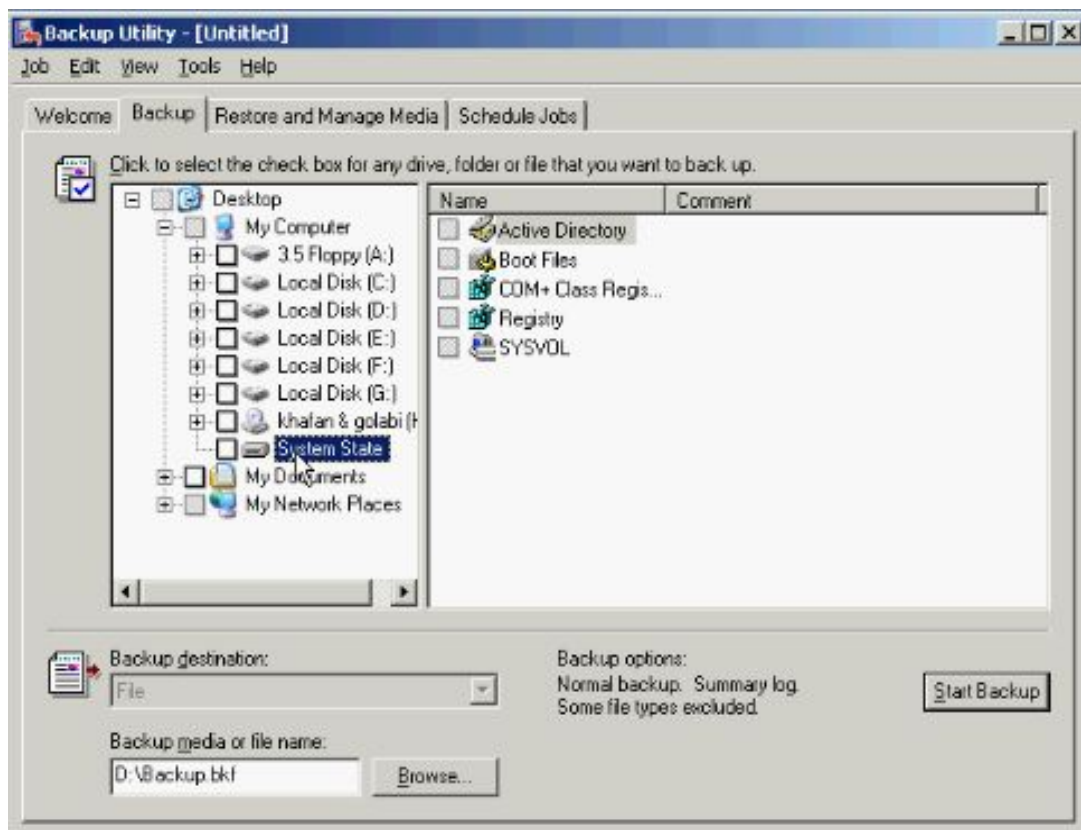 Backup Utility - [Untitled]
Job Edit View Tools Help
Welcome Backup Restore and Manage Media Schedule Jobs
Click to select the check box for any drive, folder or file that you want to back up.
Desktop
My Computer
3.5 Floppy (A:)
Local Disk (C:)
Local Disk (D:)
Local Disk (E:)
Local Disk (F:)
Local Disk (G:)
khafan & golabi (H
System State
My Documents
My Network Places
Name Comment
Active Directory
Boot Files
COM+ Class Regis...
Registry
SYSVOL
Backup destination:
File
Backup media or file name:
D:\Backup.bkf
Browse...
Backup options:
Normal backup. Summary log.
Some file types excluded.
Start Backup